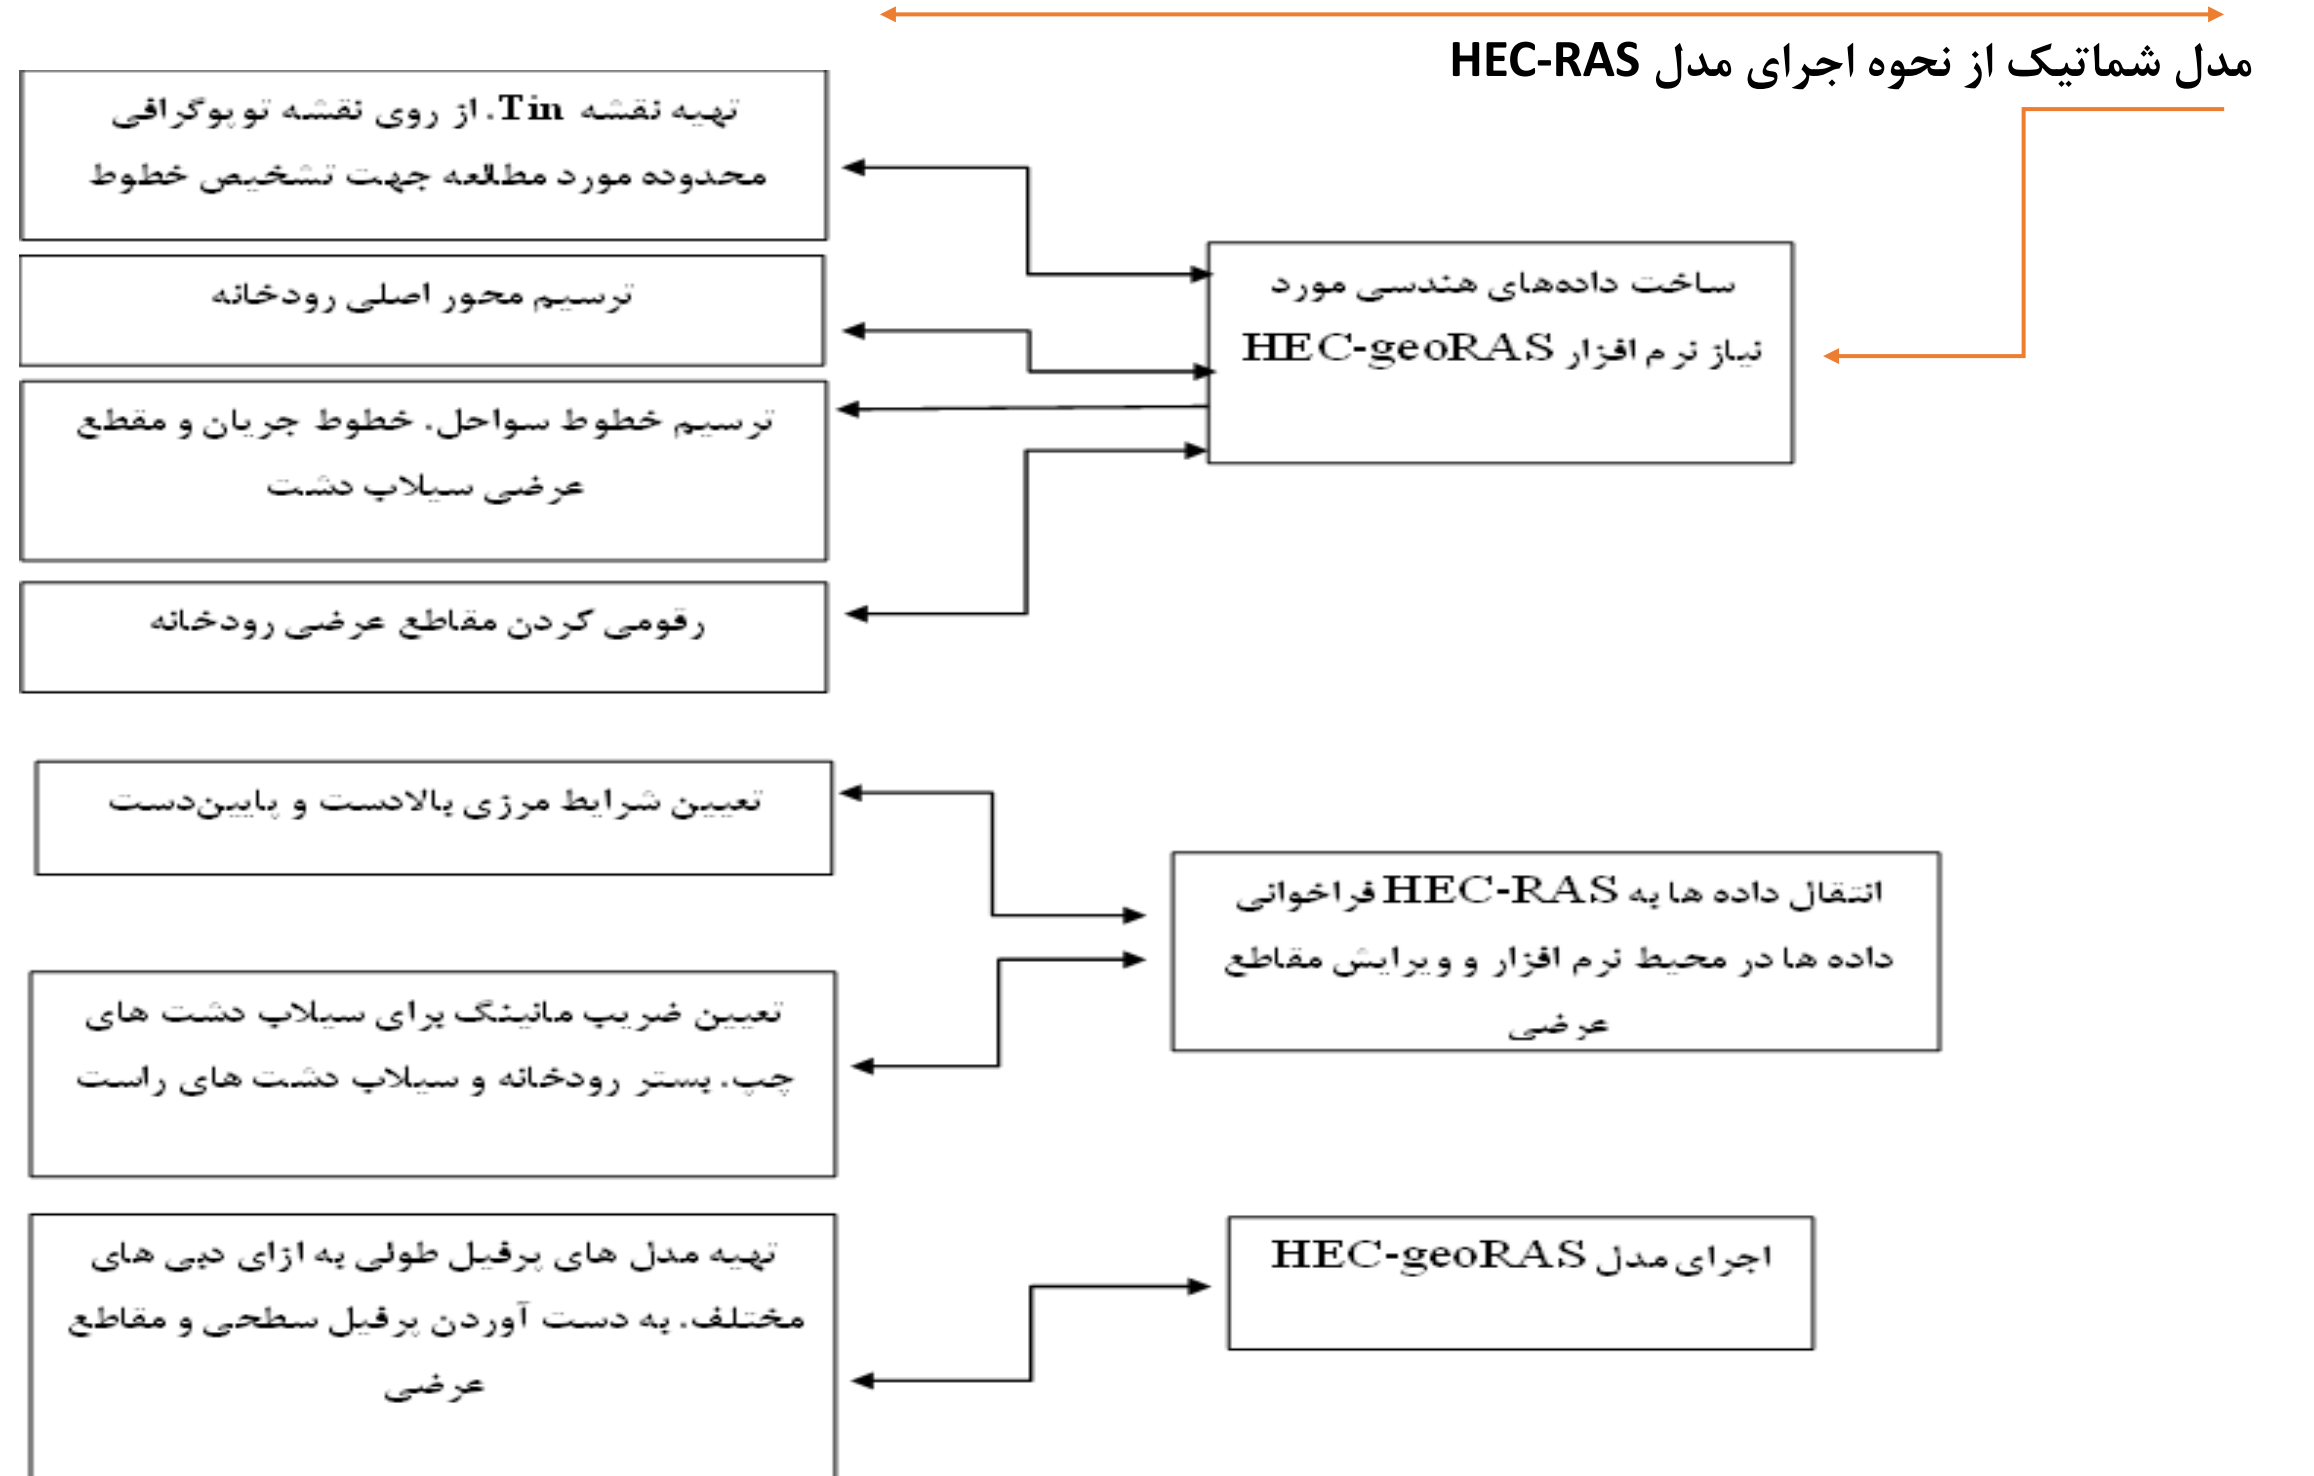 مدل شماتیک از نحوه اجرای مدل HEC-RAS
ساخت داده‌های هندسی مورد
نیاز نرم افزار HEC-geoRAS
تهیه نقشه Tin. از روی نقشه توپوگرافی
محدوده مورد مطالعه جهت تشخیص خطوط
ترسیم محور اصلی رودخانه
ترسیم خطوط سواحل. خطوط جریان و مقطع
عرضی سیلاب دشت
رقومی کردن مقاطع عرضی رودخانه
انتقال داده ها به HEC-RAS فراخوانی
داده ها در محیط نرم افزار و ویرایش مقاطع
عرضی
تعیین شرایط مرزی بالادست و پایین‌دست
تعیین ضریب مانینگ برای سیلاب دشت های
چپ. بستر رودخانه و سیلاب دشت های راست
اجرای مدل HEC-geoRAS
تهیه مدل های پرفیل طولی به ازای دبی های
مختلف. به دست آوردن پرفیل سطحی و مقاطع
عرضی